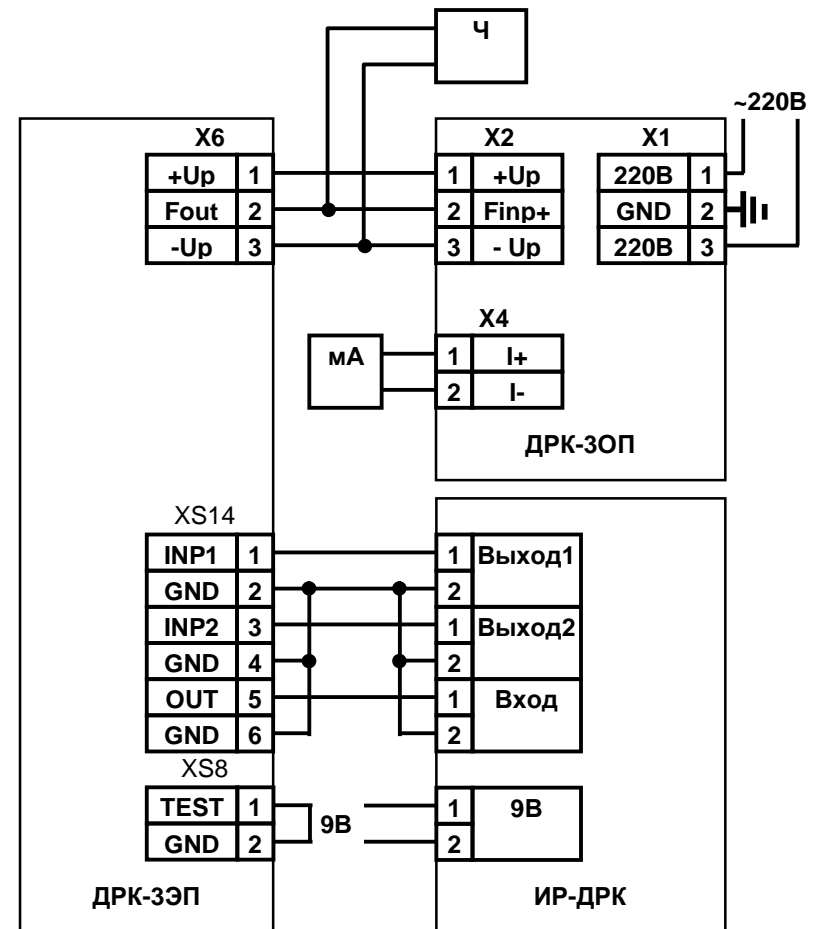 Ч
~220В
X6
X2
X1
+Up 1
1 +Up
220В 1
Fout 2
2 Finp+
GND 2
-Up 3
3 - Up
220В 3
X4
мА
1 I+
2 I-
ДРК-3ОП
XS14
INP1 1
1 Выход1
GND 2
2
INP2 3
1 Выход2
GND 4
2
OUT 5
1 Вход
GND 6
2
XS8
TEST 1
9В
1 9В
GND 2
2
ДРК-3ЭП
ИР-ДРК